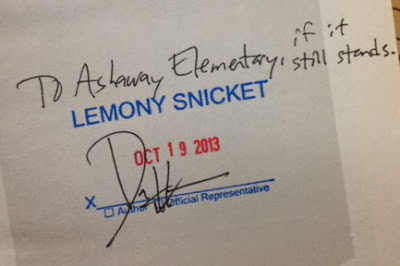 To Ashaway Elementary, if it
still stands.
LEMONY SNICKET
OCT 19 2013
X
☐ Author Official Representative